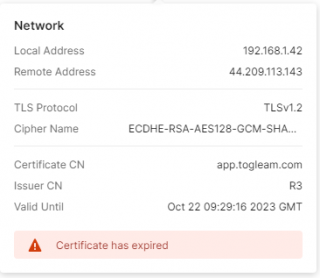 Network
Local Address 192.168.1.42
Remote Address 44.209.113.143
TLS Protocol TLSv1.2
Cipher Name ECDHE-RSA-AES128-GCM-SHA...
Certificate CN app.togleam.com
Issuer CN R3
Valid Until Oct 22 09:29:16 2023 GMT
Certificate has expired